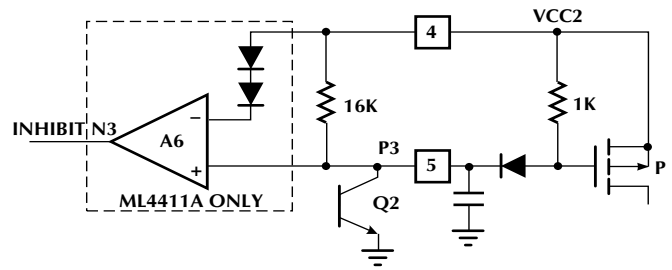 4
VCC2
16K
1K
INHIBIT N3
−
A6
+
P3
5
P
Q2
ML4411A ONLY